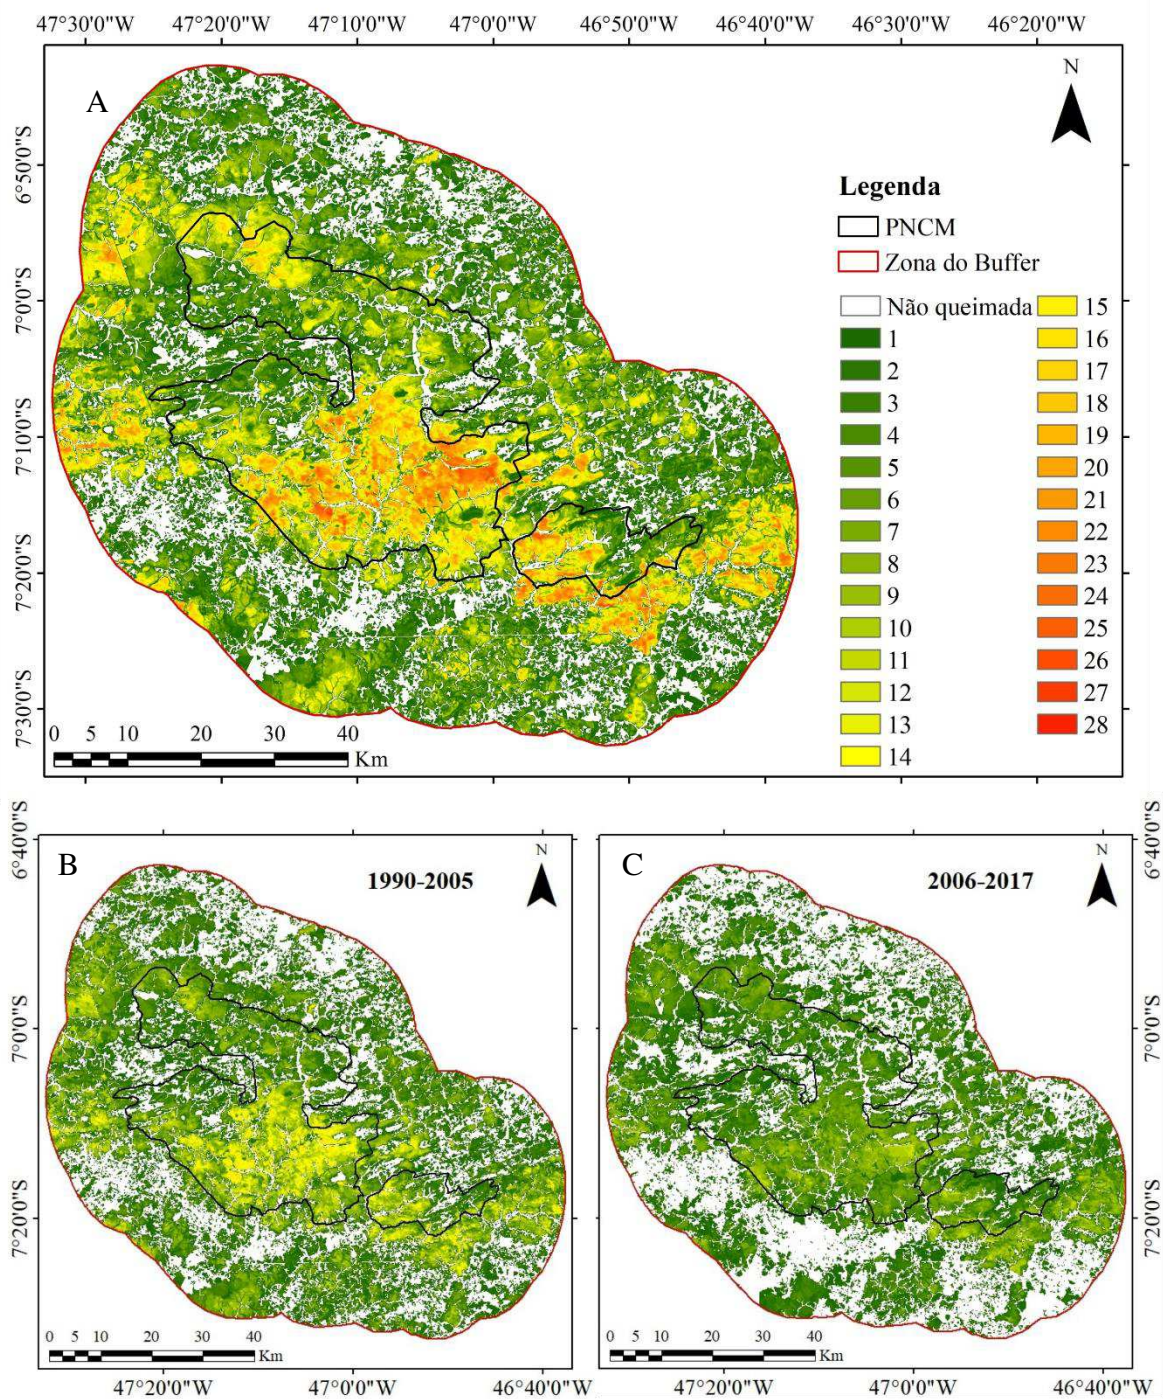 47°30'0"W 47°20'0"W 47°10'0"W 47°0'0"W 46°50'0"W 46°40'0"W 46°30'0"W 46°20'0"W
A
N
6°50'0"S
7°0'0"S
7°10'0"S
7°20'0"S
7°30'0"S
Legenda
PNCM
Zona do Buffer
Não queimada 15
1 16
2 17
3 18
4 19
5 20
6 21
7 22
8 23
9 24
10 25
11 26
12 27
13 28
14
0 5 10 20 30 40
Km
B
1990-2005
N
C
2006-2017
N
6°40'0"S
7°0'0"S
7°20'0"S
6°40'0"S
7°0'0"S
7°20'0"S
0 5 10 20 30 40
Km
0 5 10 20 30 40
Km
47°20'0"W 47°0'0"W 46°40'0"W 47°20'0"W 47°0'0"W 46°40'0"W